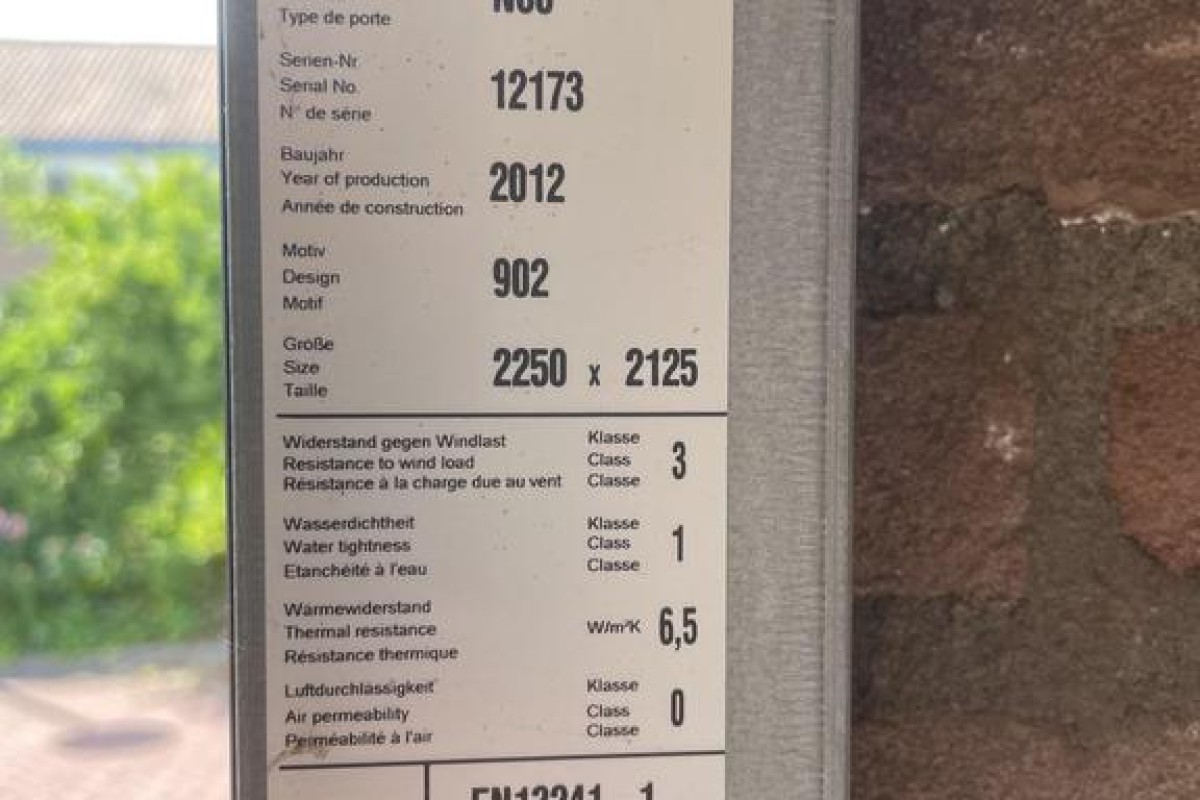 Type de porte
Serien-Nr
Serial No.
N° de série
12173
Baujahr
Year of production
Année de construction
2012
Motiv
Design
Motif
902
Große
Size
Taille
2250 x 2125
Widerstand gegen Windlast
Resistance to wind load
Résistance à la charge due au vent
Klasse
Class
Classe
3
Wasserdichtheit
Water tightness
Etanchéité à l'eau
Klasse
Class
Classe
1
Wärmewiderstand
Thermal resistance
Résistance thermique
W/m²K
6,5
Luftdurchlässigkeit
Air permeability
Perméabilité à l'air
Klasse
Class
Classe
0
EN13241 - 1